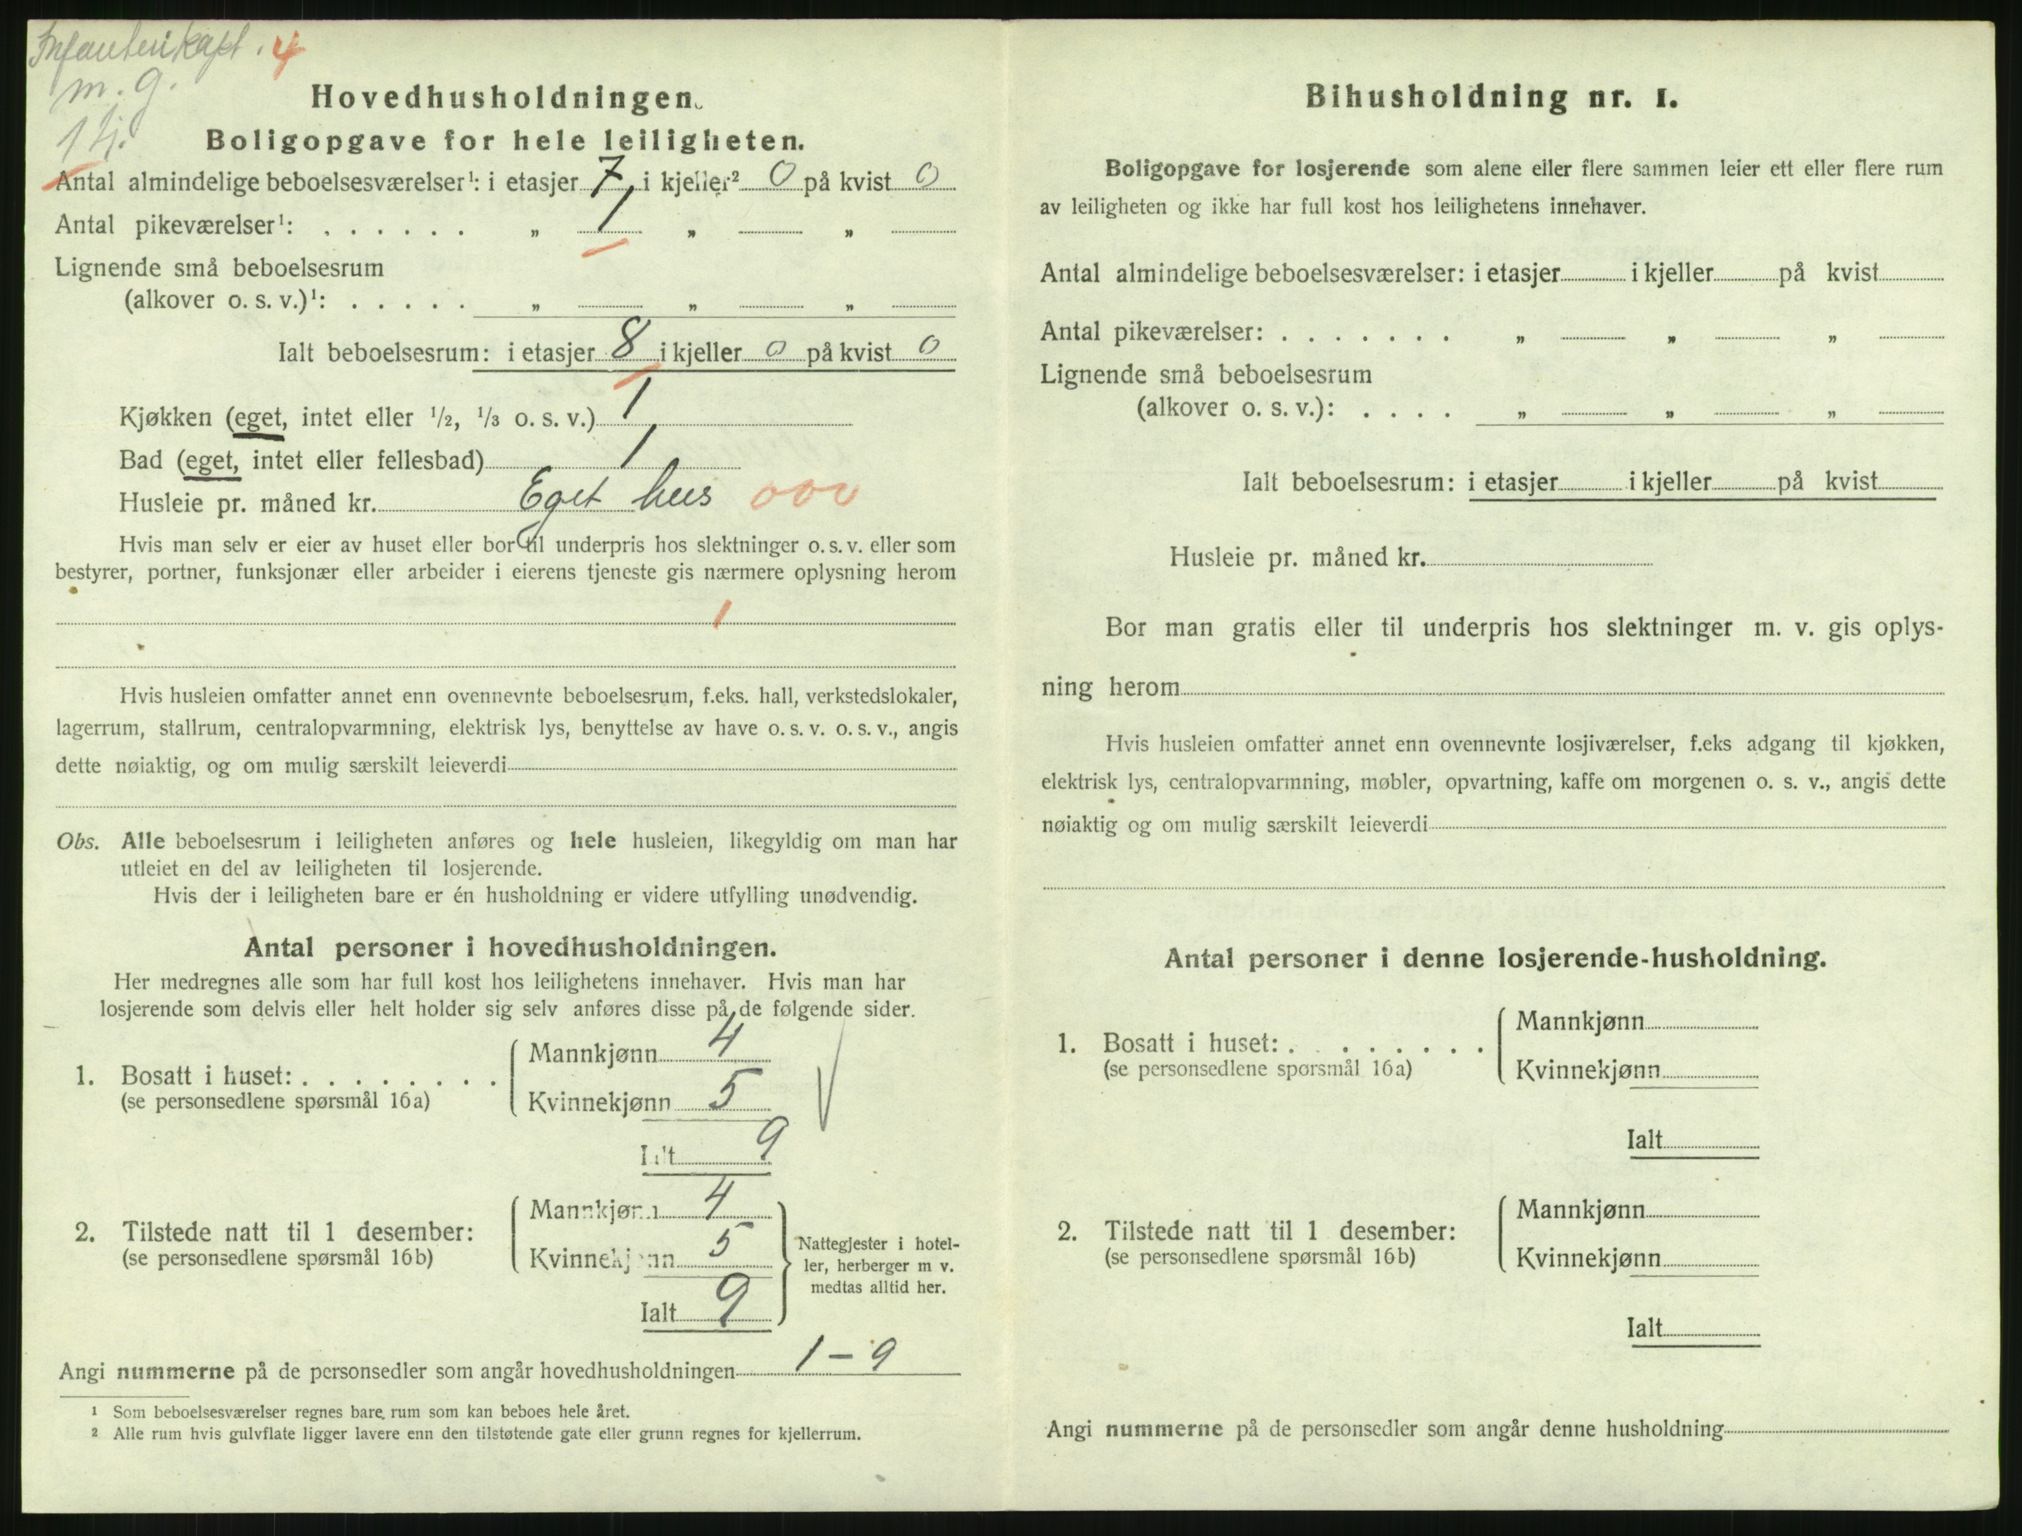 Infanterikapt. 4
m. g.
1 tj.
Hovedhusholdningen.
Boligopgave for hele leiligheten.
Antal almindelige beboelsesværelser¹: i etasjer 7 i kjeller² 0 på kvist 0
Antal pikeværelser¹: . . . . . . „ 1 „ „
Lignende små beboelsesrum
(alkover o. s. v.)¹: . . . . . „ „ „
Ialt beboelsesrum: i etasjer 8 i kjeller 0 på kvist 0
Kjøkken (eget, intet eller 1/2, 1/3 o. s. v.) 1
Bad (eget, intet eller fellesbad) 1
Husleie pr. måned kr. Eget hus 000
Hvis man selv er eier av huset eller bor til underpris hos slektninger o. s. v. eller som
bestyrer, portner, funksjonær eller arbeider i eierens tjeneste gis nærmere oplysning herom
1
Hvis husleien omfatter annet enn ovennevnte beboelsesrum, f.eks. hall, verkstedslokaler,
lagerrum, stallrum, centralopvarmning, elektrisk lys, benyttelse av have o. s. v. o. s. v., angis
dette nøiaktig, og om mulig særskilt leieverdi
Obs. Alle beboelsesrum i leiligheten anføres og hele husleien, likegyldig om man har
utleiet en del av leiligheten til losjerende.
Hvis der i leiligheten bare er én husholdning er videre utfylling unødvendig.
Antal personer i hovedhusholdningen.
Her medregnes alle som har full kost hos leilighetens innehaver. Hvis man har
losjerende som delvis eller helt holder sig selv anføres disse på de følgende sider.
Mannkjønn 4
1. Bosatt i huset: . . . . . . . .
(se personsedlene spørsmål 16a)
Kvinnekjønn 5
Ialt 9
Mannkjønn 4
2. Tilstede natt til 1 desember:
(se personsedlene spørsmål 16b)
Kvinnekjønn 5
Ialt 9
Nattegjester i hotel-
ler, herberger m v.
medtas alltid her.
Angi nummerne på de personsedler som angår hovedhusholdningen 1 – 9
¹ Som beboelsesværelser regnes bare rum som kan beboes hele året.
² Alle rum hvis gulvflate ligger lavere enn den tilstøtende gate eller grunn regnes for kjellerrum.
Bihusholdning nr. 1.
Boligopgave for losjerende som alene eller flere sammen leier ett eller flere rum
av leiligheten og ikke har full kost hos leilighetens innehaver.
Antal almindelige beboelsesværelser: i etasjer i kjeller på kvist
Antal pikeværelser: . . . . . . . „ „ „
Lignende små beboelsesrum
(alkover o. s. v.): . . . . „ „ „
Ialt beboelsesrum: i etasjer i kjeller på kvist
Husleie pr. måned kr.
Bor man gratis eller til underpris hos slektninger m. v. gis oplys-
ning herom
Hvis husleien omfatter annet enn ovennevnte losjiværelser, f.eks adgang til kjøkken,
elektrisk lys, centralopvarmning, møbler, opvartning, kaffe om morgenen o. s. v., angis dette
nøiaktig og om mulig særskilt leieverdi
Antal personer i denne losjerende-husholdning.
Mannkjønn
1. Bosatt i huset: . . . . . . . .
(se personsedlene spørsmål 16a)
Kvinnekjønn
Ialt
Mannkjønn
2. Tilstede natt til 1 desember:
(se personsedlene spørsmål 16b)
Kvinnekjønn
Ialt
Angi nummerne på de personsedler som angår denne husholdning